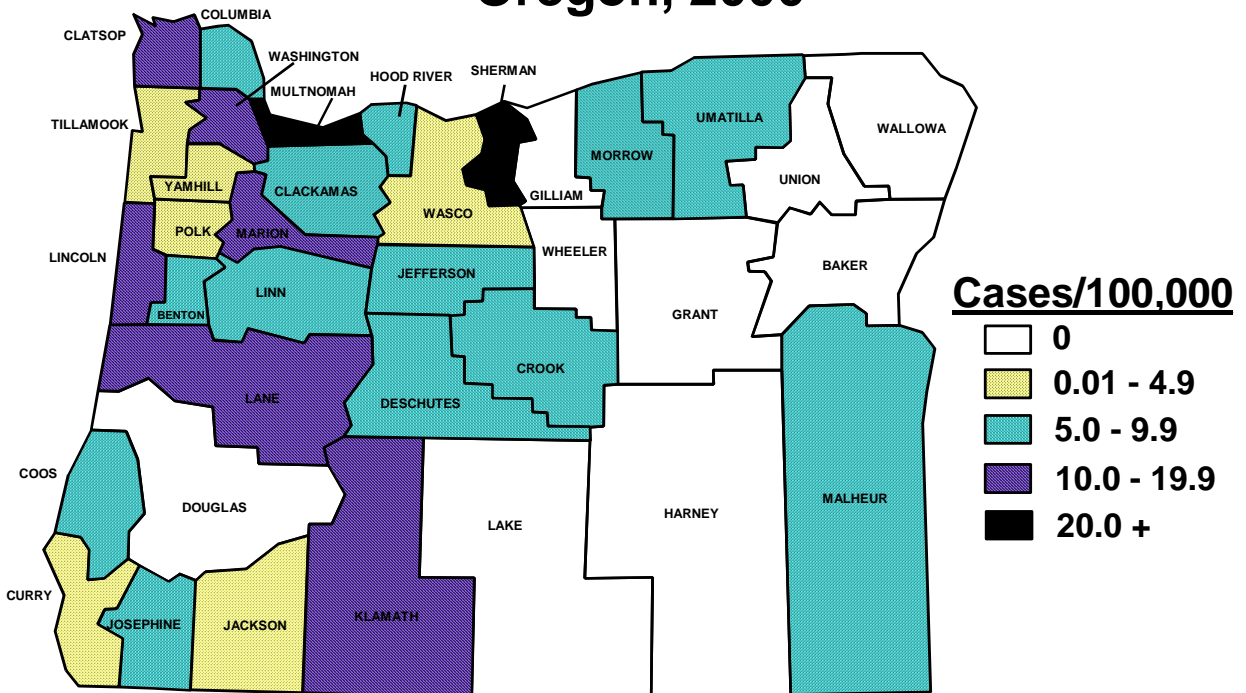 COLUMBIA
CLATSOP
WASHINGTON
HOOD RIVER
SHERMAN
MULTNOMAH
TILLAMOOK
UMATILLA
WALLOWA
MORROW
UNION
YAMHILL
CLACKAMAS
GILLIAM
WASCO
POLK
MARION
WHEELER
LINCOLN
JEFFERSON
BAKER
LINN
BENTON
GRANT
CROOK
LANE
DESCHUTES
COOS
DOUGLAS
LAKE
HARNEY
MALHEUR
CURRY
JOSEPHINE
JACKSON
KLAMATH
Cases/100,000
0
0.01 - 4.9
5.0 - 9.9
10.0 - 19.9
20.0 +